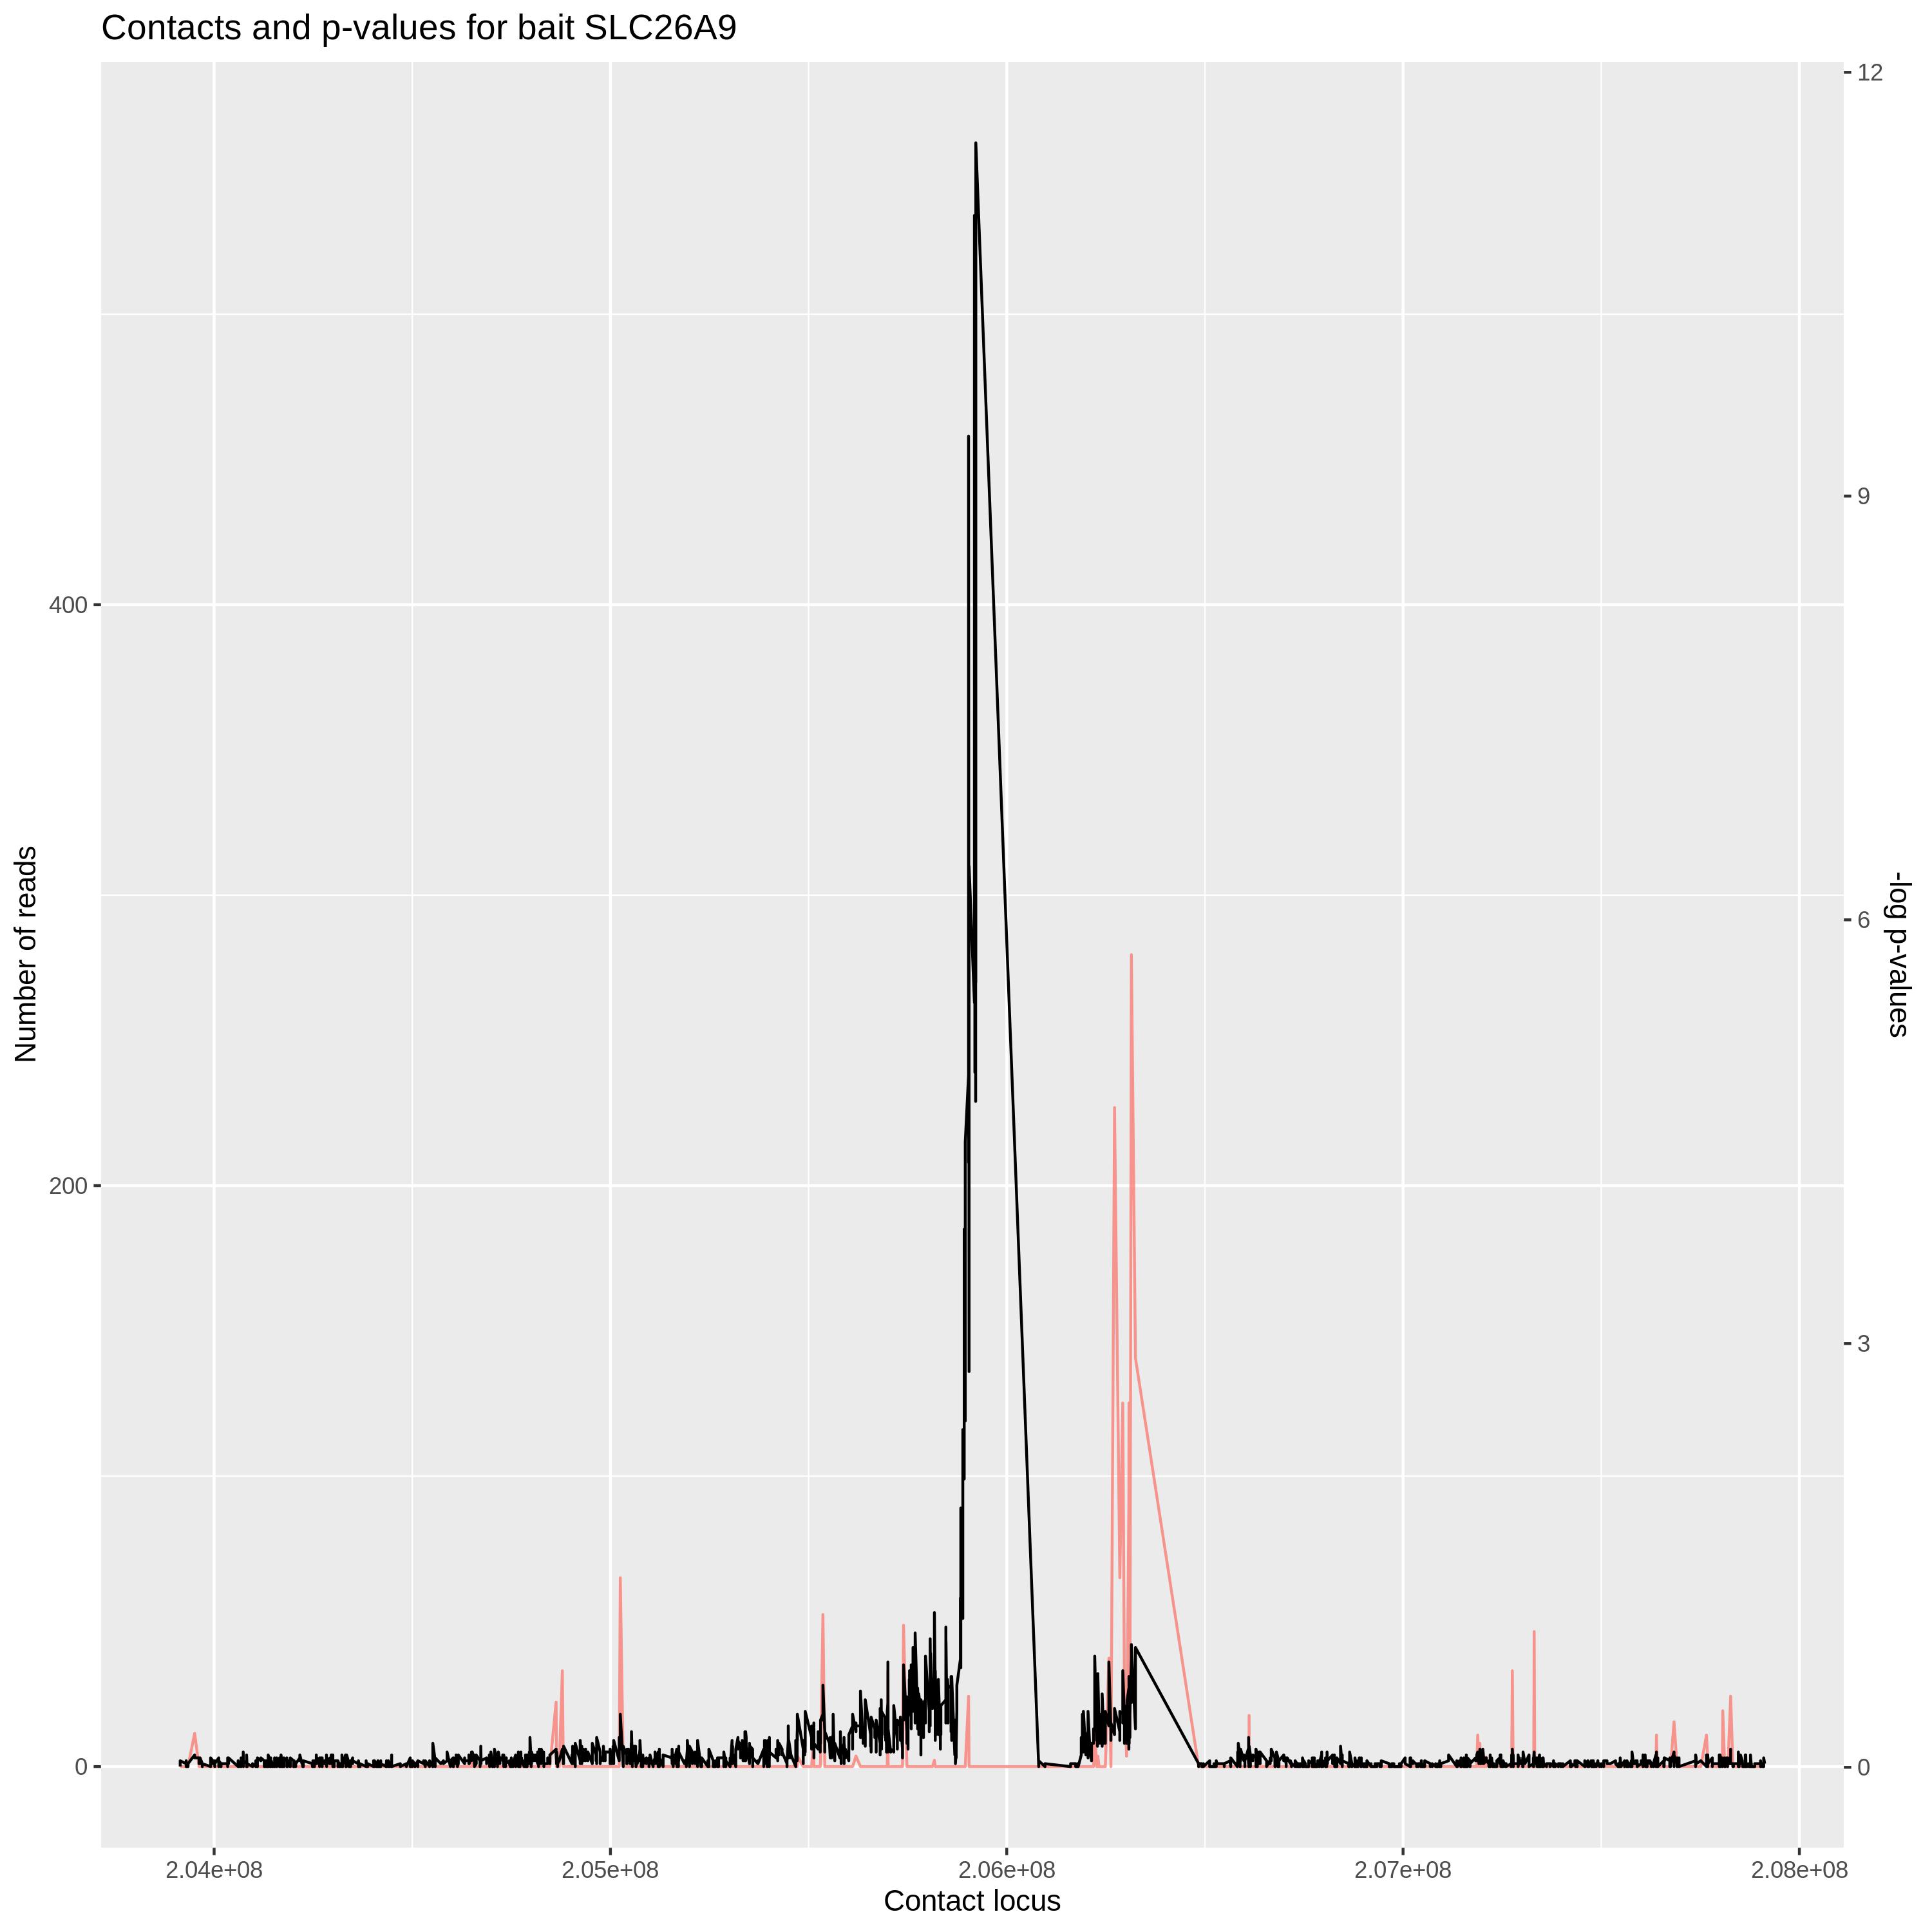 Contacts and p-values for bait SLC26A9
12
9
6
3
0
400
200
0
Number of reads
-log p-values
2.04e+08 2.05e+08 2.06e+08 2.07e+08 2.08e+08
Contact locus